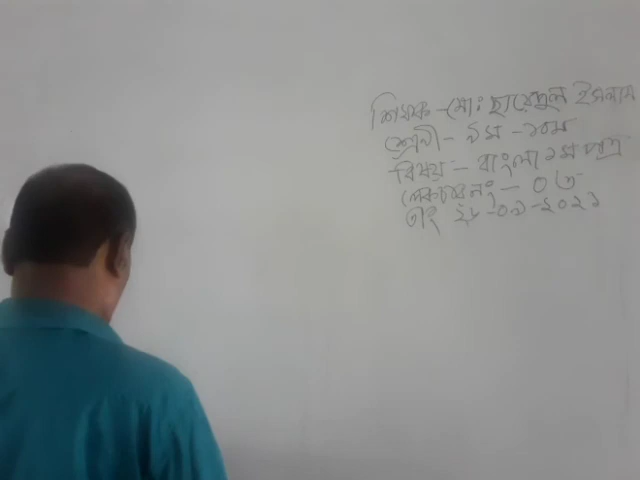 শিক্ষক - মোঃ ছায়েদুল ইসলাম
শ্রেণী - ৯ম - ১০ম
বিষয় - বাংলা ১ম পত্র
লেকচার নং - ০৩
তাং ২৮-০৯-২০২১